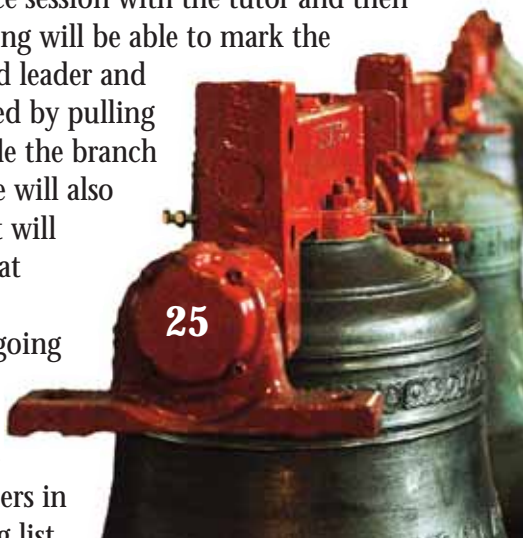 ce session with the tutor and then
ng will be able to mark the
d leader and
ed by pulling
le the branch
e will also
t will
at
25
going
ers in
g list